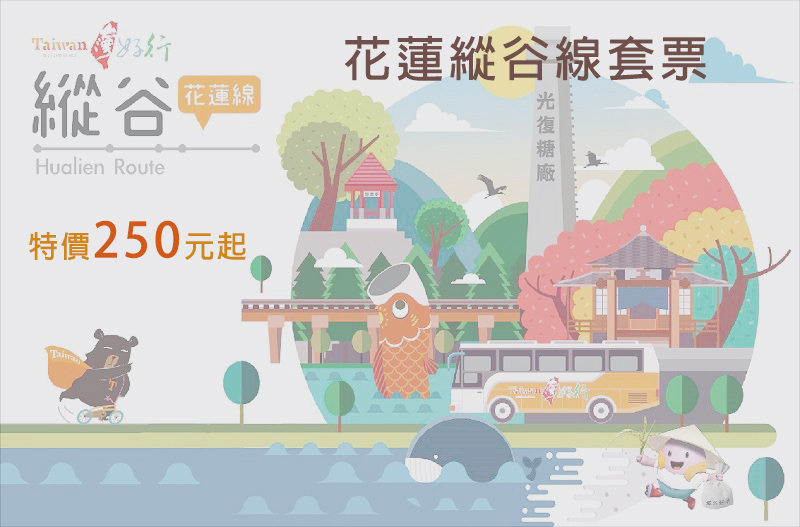 Taiwan 好行
花蓮縱谷線套票
縱谷 花蓮線
Hualien Route
光復糖廠
特價250元起
Taiwan
Taiwan 好行